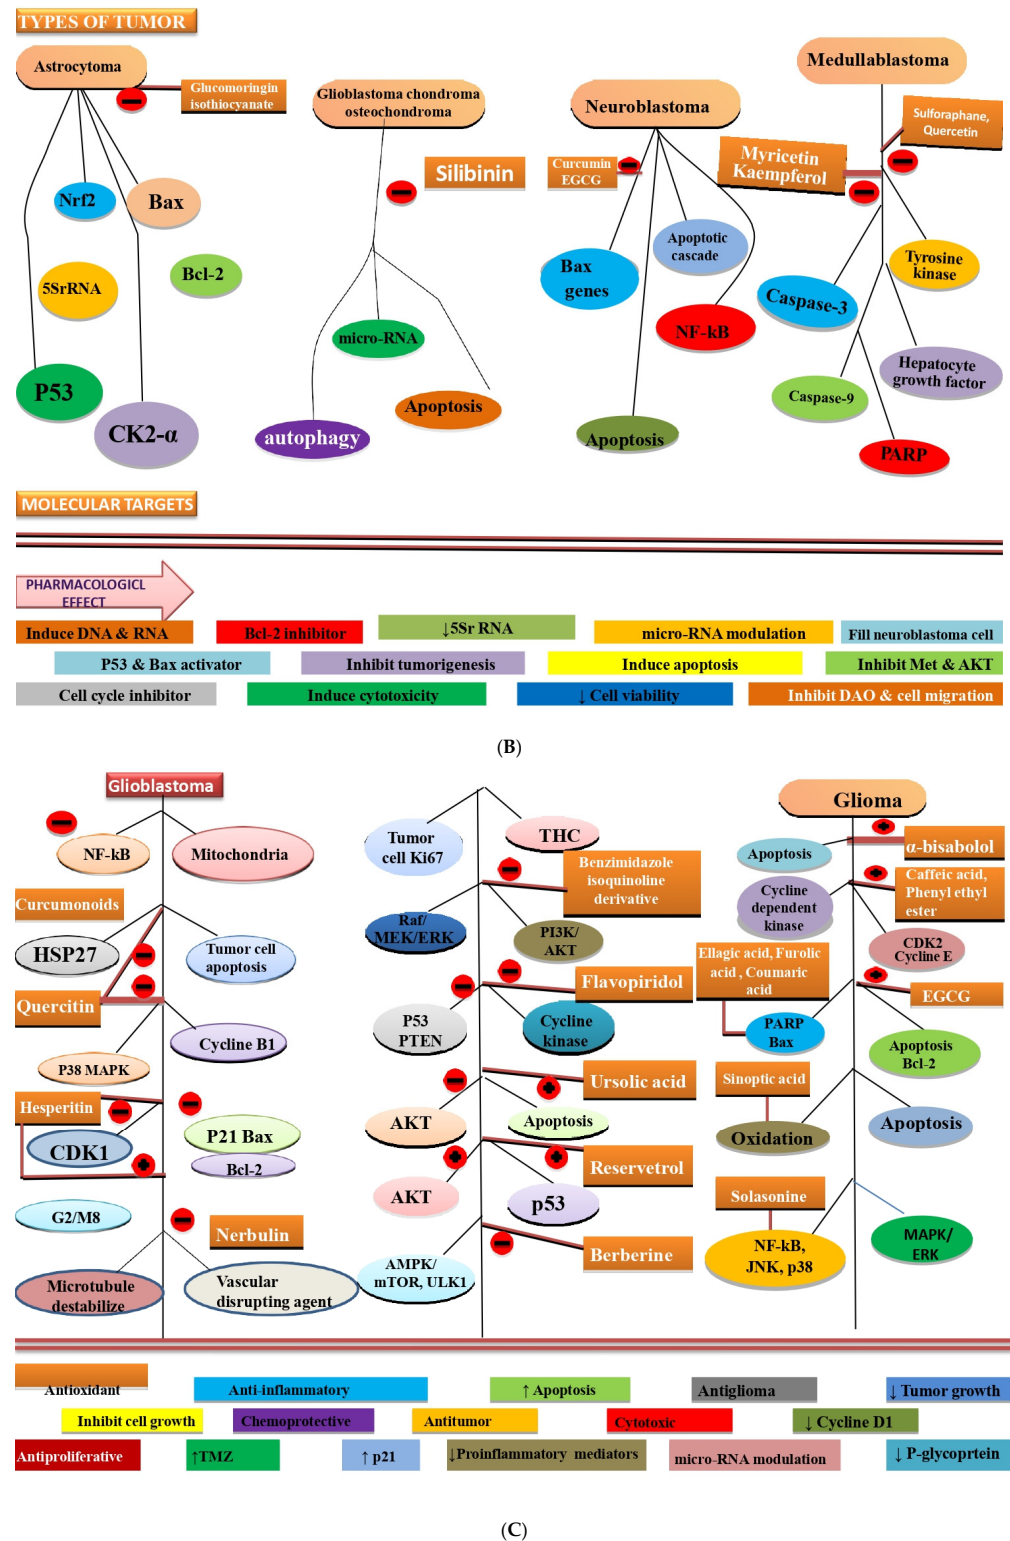 TYPES OF TUMOR
Astrocytoma
Glucomoringin
isothiocyanate
Glioblastoma chondroma
osteochondroma
Neuroblastoma
Medullablastoma
Sulforaphane,
Quercetin
Curcumin
EGCG
Myricetin
Kaempferol
Silibinin
Nrf2
Bax
Bcl-2
5SrRNA
P53
CK2-α
micro-RNA
Apoptosis
autophagy
Bax
genes
Apoptotic
cascade
NF-kB
Apoptosis
Tyrosine
kinase
Caspase-3
Hepatocyte
growth factor
Caspase-9
PARP
MOLECULAR TARGETS
PHARMACOLOGICL
EFFECT
Induce DNA & RNA
Bcl-2 inhibitor
↓5Sr RNA
micro-RNA modulation
Fill neuroblastoma cell
P53 & Bax activator
Inhibit tumorigenesis
Induce apoptosis
Inhibit Met & AKT
Cell cycle inhibitor
Induce cytotoxicity
↓ Cell viability
Inhibit DAO & cell migration
(B)
Glioblastoma
NF-kB
Mitochondria
Curcumonoids
HSP27
Tumor cell
apoptosis
Quercitin
Cycline B1
P38 MAPK
Hesperitin
CDK1
P21 Bax
Bcl-2
G2/M8
Nerbulin
Microtubule
destabilize
Vascular
disrupting agent
Tumor
cell Ki67
THC
Benzimidazole
isoquinoline
derivative
Raf/
MEK/ERK
PI3K/
AKT
Flavopiridol
P53
PTEN
Cycline
kinase
Ursolic acid
AKT
Apoptosis
Reservetrol
AKT
p53
Berberine
AMPK/
mTOR, ULK1
Glioma
α-bisabolol
Apoptosis
Caffeic acid,
Phenyl ethyl
ester
Cycline
dependent
kinase
CDK2
Cycline E
Ellagic acid, Furolic
acid , Coumaric
acid
EGCG
PARP
Bax
Apoptosis
Bcl-2
Sinoptic acid
Oxidation
Apoptosis
Solasonine
NF-kB,
JNK, p38
MAPK/
ERK
Antioxidant
Anti-inflammatory
↑ Apoptosis
Antiglioma
↓ Tumor growth
Inhibit cell growth
Chemoprotective
Antitumor
Cytotoxic
↓ Cycline D1
Antiproliferative
↑TMZ
↑ p21
↓Proinflammatory mediators
micro-RNA modulation
↓ P-glycoprtein
(C)